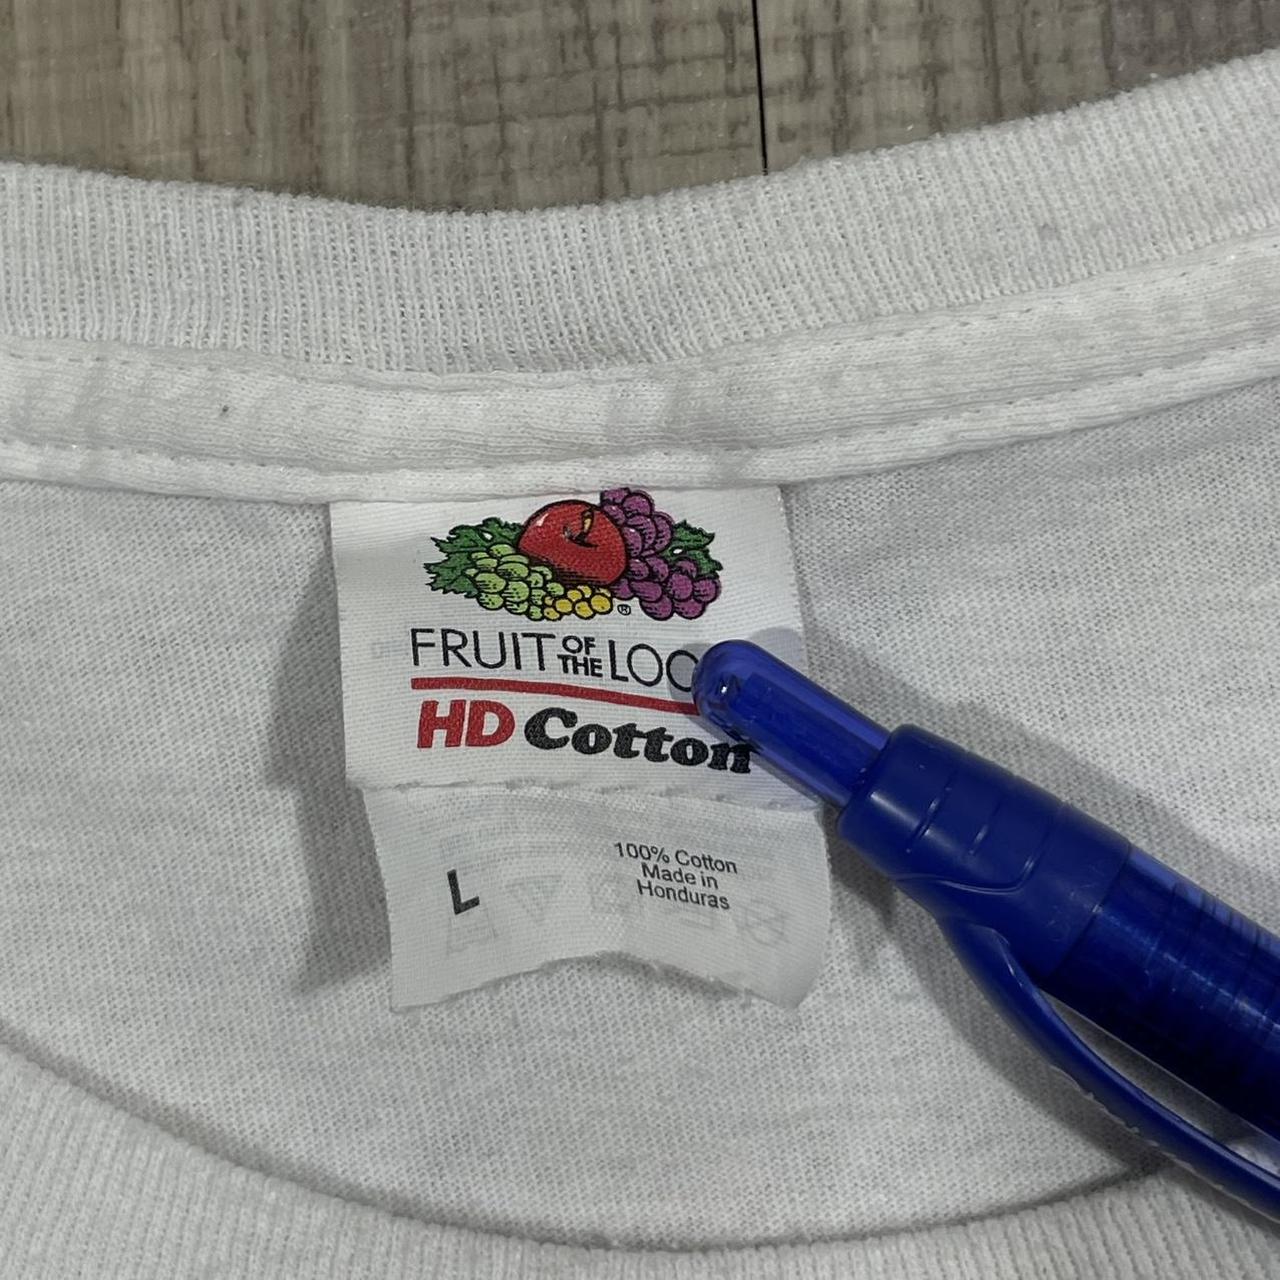 ®
FRUIT OF THE LOO
HD Cotton
L
100% Cotton
Made in
Honduras